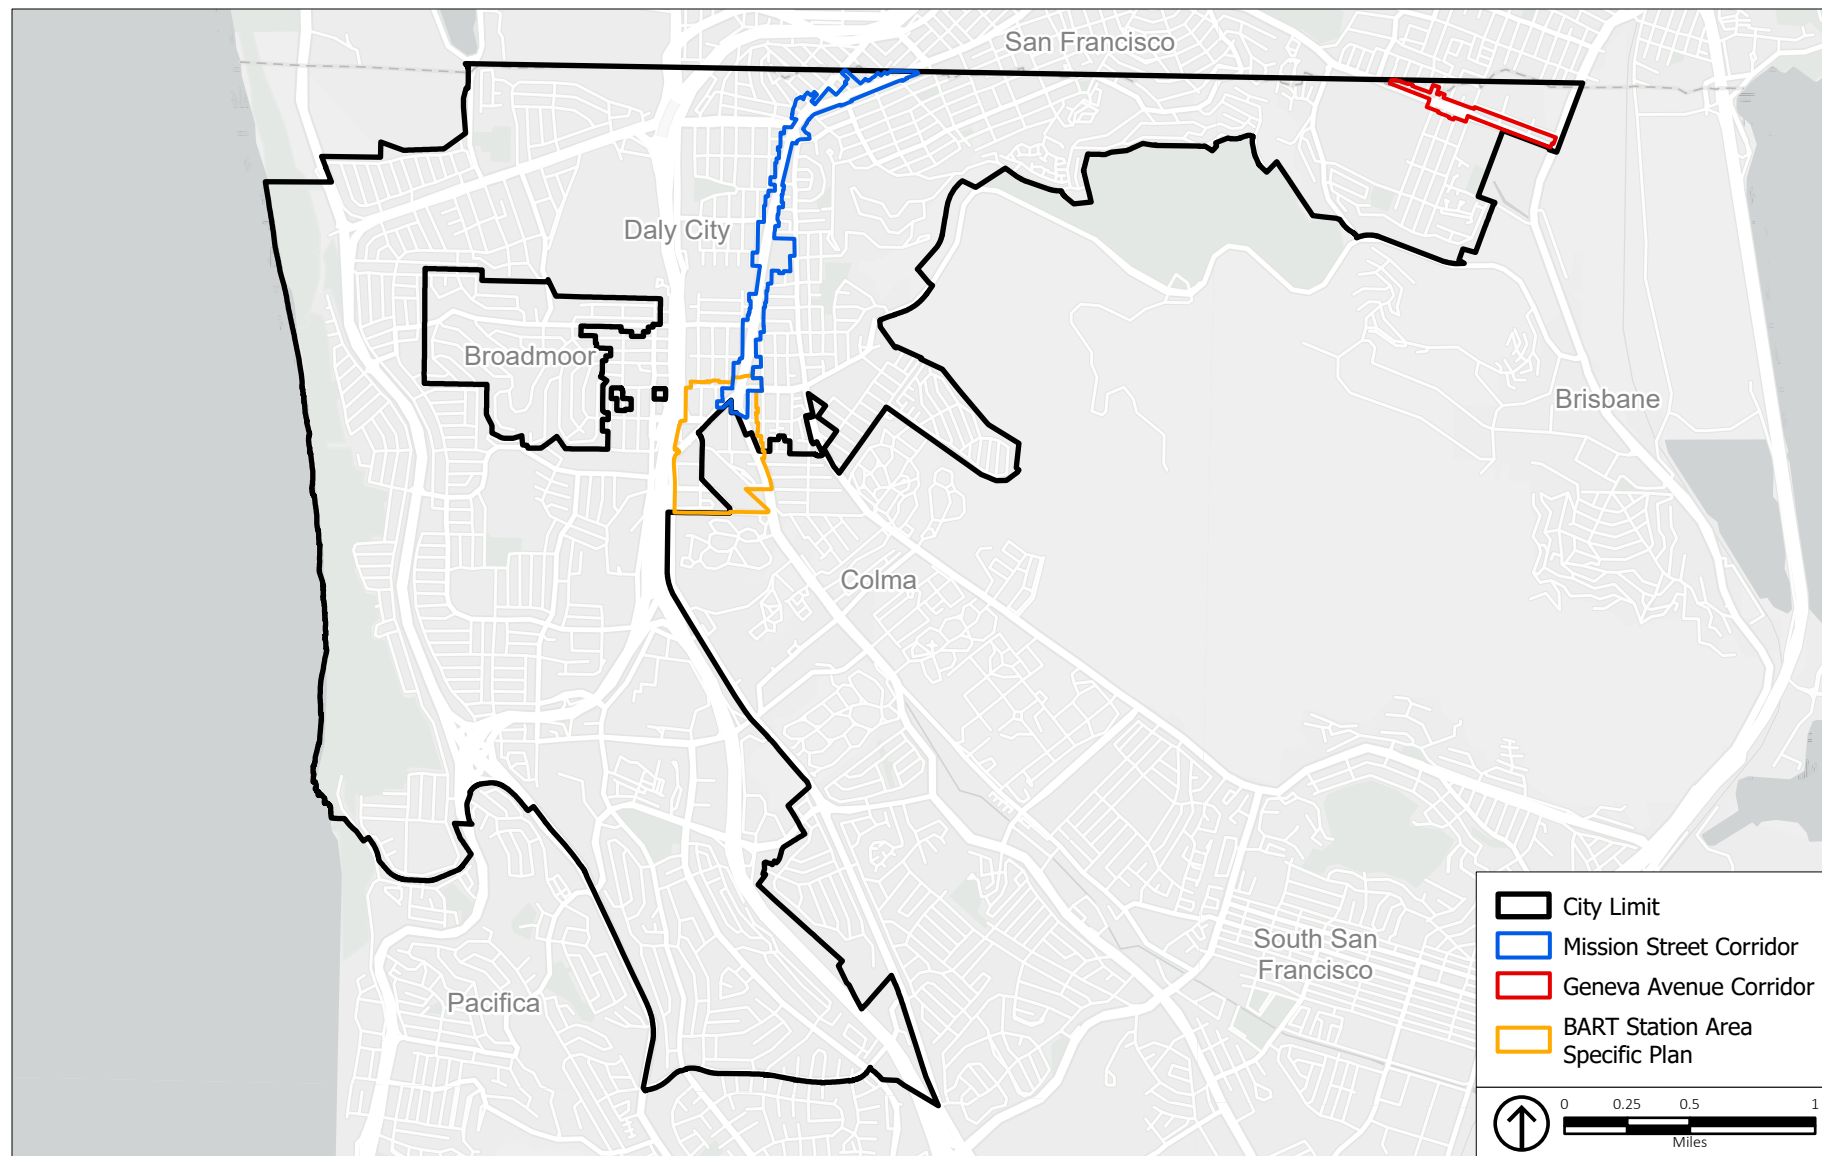 San Francisco
Daly City
Broadmoor
Brisbane
Colma
South San
Francisco
Pacifica
City Limit
Mission Street Corridor
Geneva Avenue Corridor
BART Station Area
Specific Plan
0 0.25 0.5 1
Miles